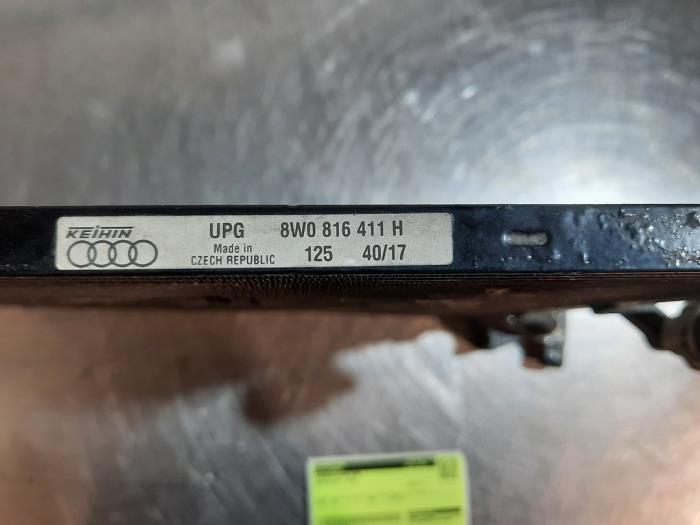 KEIHIN UPG 8W0 816 411 H
Made in
CZECH REPUBLIC 125 40/17